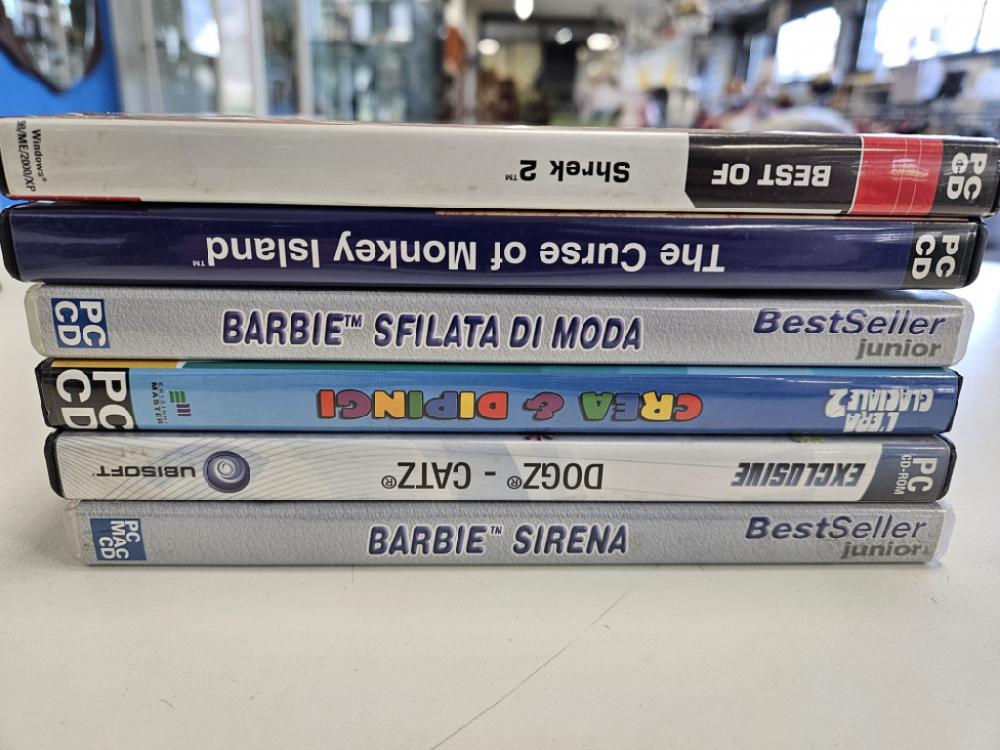 PC
CD
BEST OF
Shrek 2™
Windows®
98/ME/2000/XP
PC
CD
The Curse of Monkey Island™
PC
CD
BARBIE™ SFILATA DI MODA
BestSeller
junior
L'ERA
GLACIALE 2
CREA & DIPINGI
EM
MASTER
PC
CD
PC
CD-ROM
EXCLUSIVE
DOGZ® - CATZ®
UBISOFT
PC
MAC
CD
BARBIE™ SIRENA
BestSeller
junior